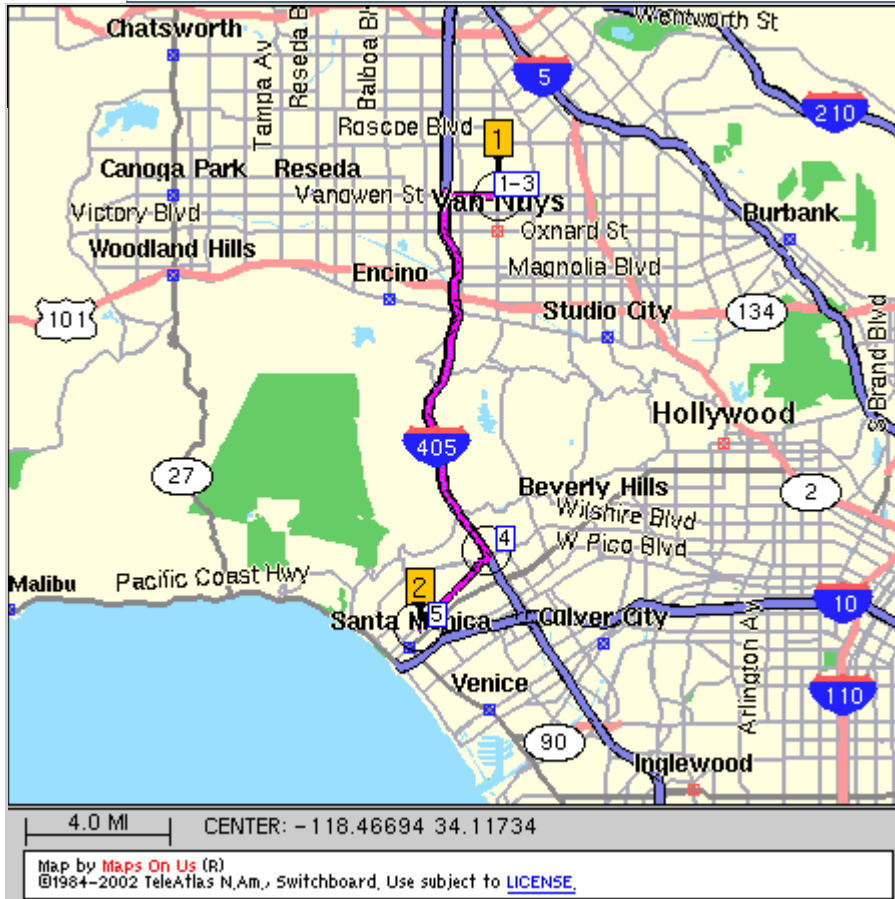 Chatsworth
Tampa Av
Reseda B
Balboa Bl
Wentworth St
5
210
Roscoe Blvd
1
Canoga Park
Reseda
1-3
Vanowen St
Van Nuys
Victory Blvd
Burbank
Oxnard St
Woodland Hills
Magnolia Blvd
Encino
101
Studio City
134
S Brand Blvd
Hollywood
405
27
2
Beverly Hills
Wilshire Blvd
4
W Pico Blvd
Malibu
Pacific Coast Hwy
2
5
10
Santa Monica
Culver City
Arlington Av
Venice
110
90
Inglewood
4.0 MI
CENTER: -118.46694 34.11734
Map by Maps On Us (R)
©1984-2002 TeleAtlas N.Am., Switchboard. Use subject to LICENSE.